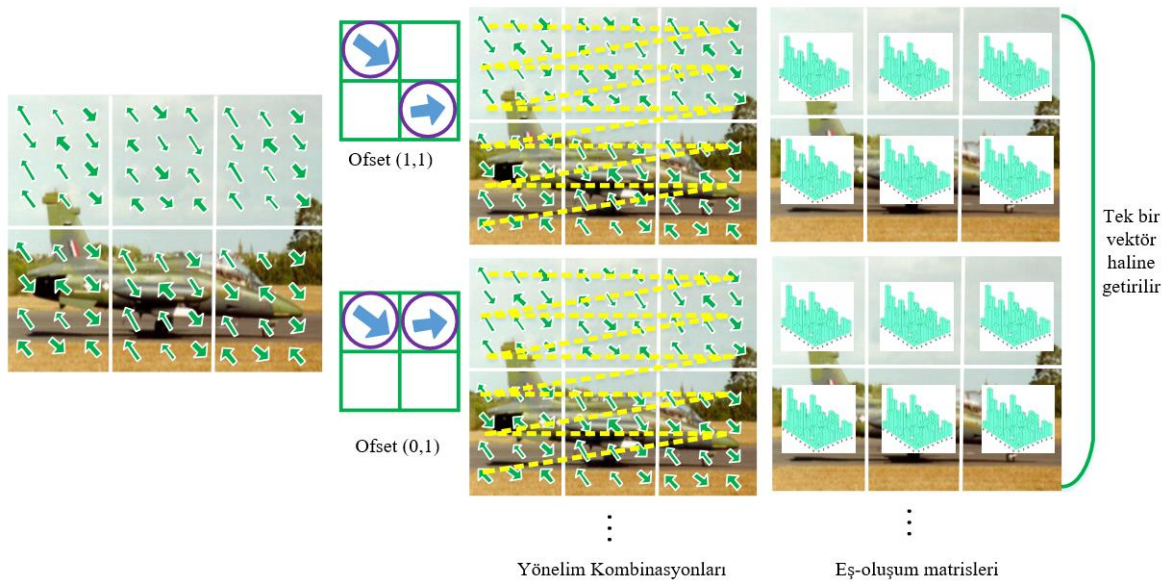 Ofset (1,1)
Ofset (0,1)
Yönelim Kombinasyonları
Eş-oluşum matrisleri
Tek bir
vektör
haline
getirilir